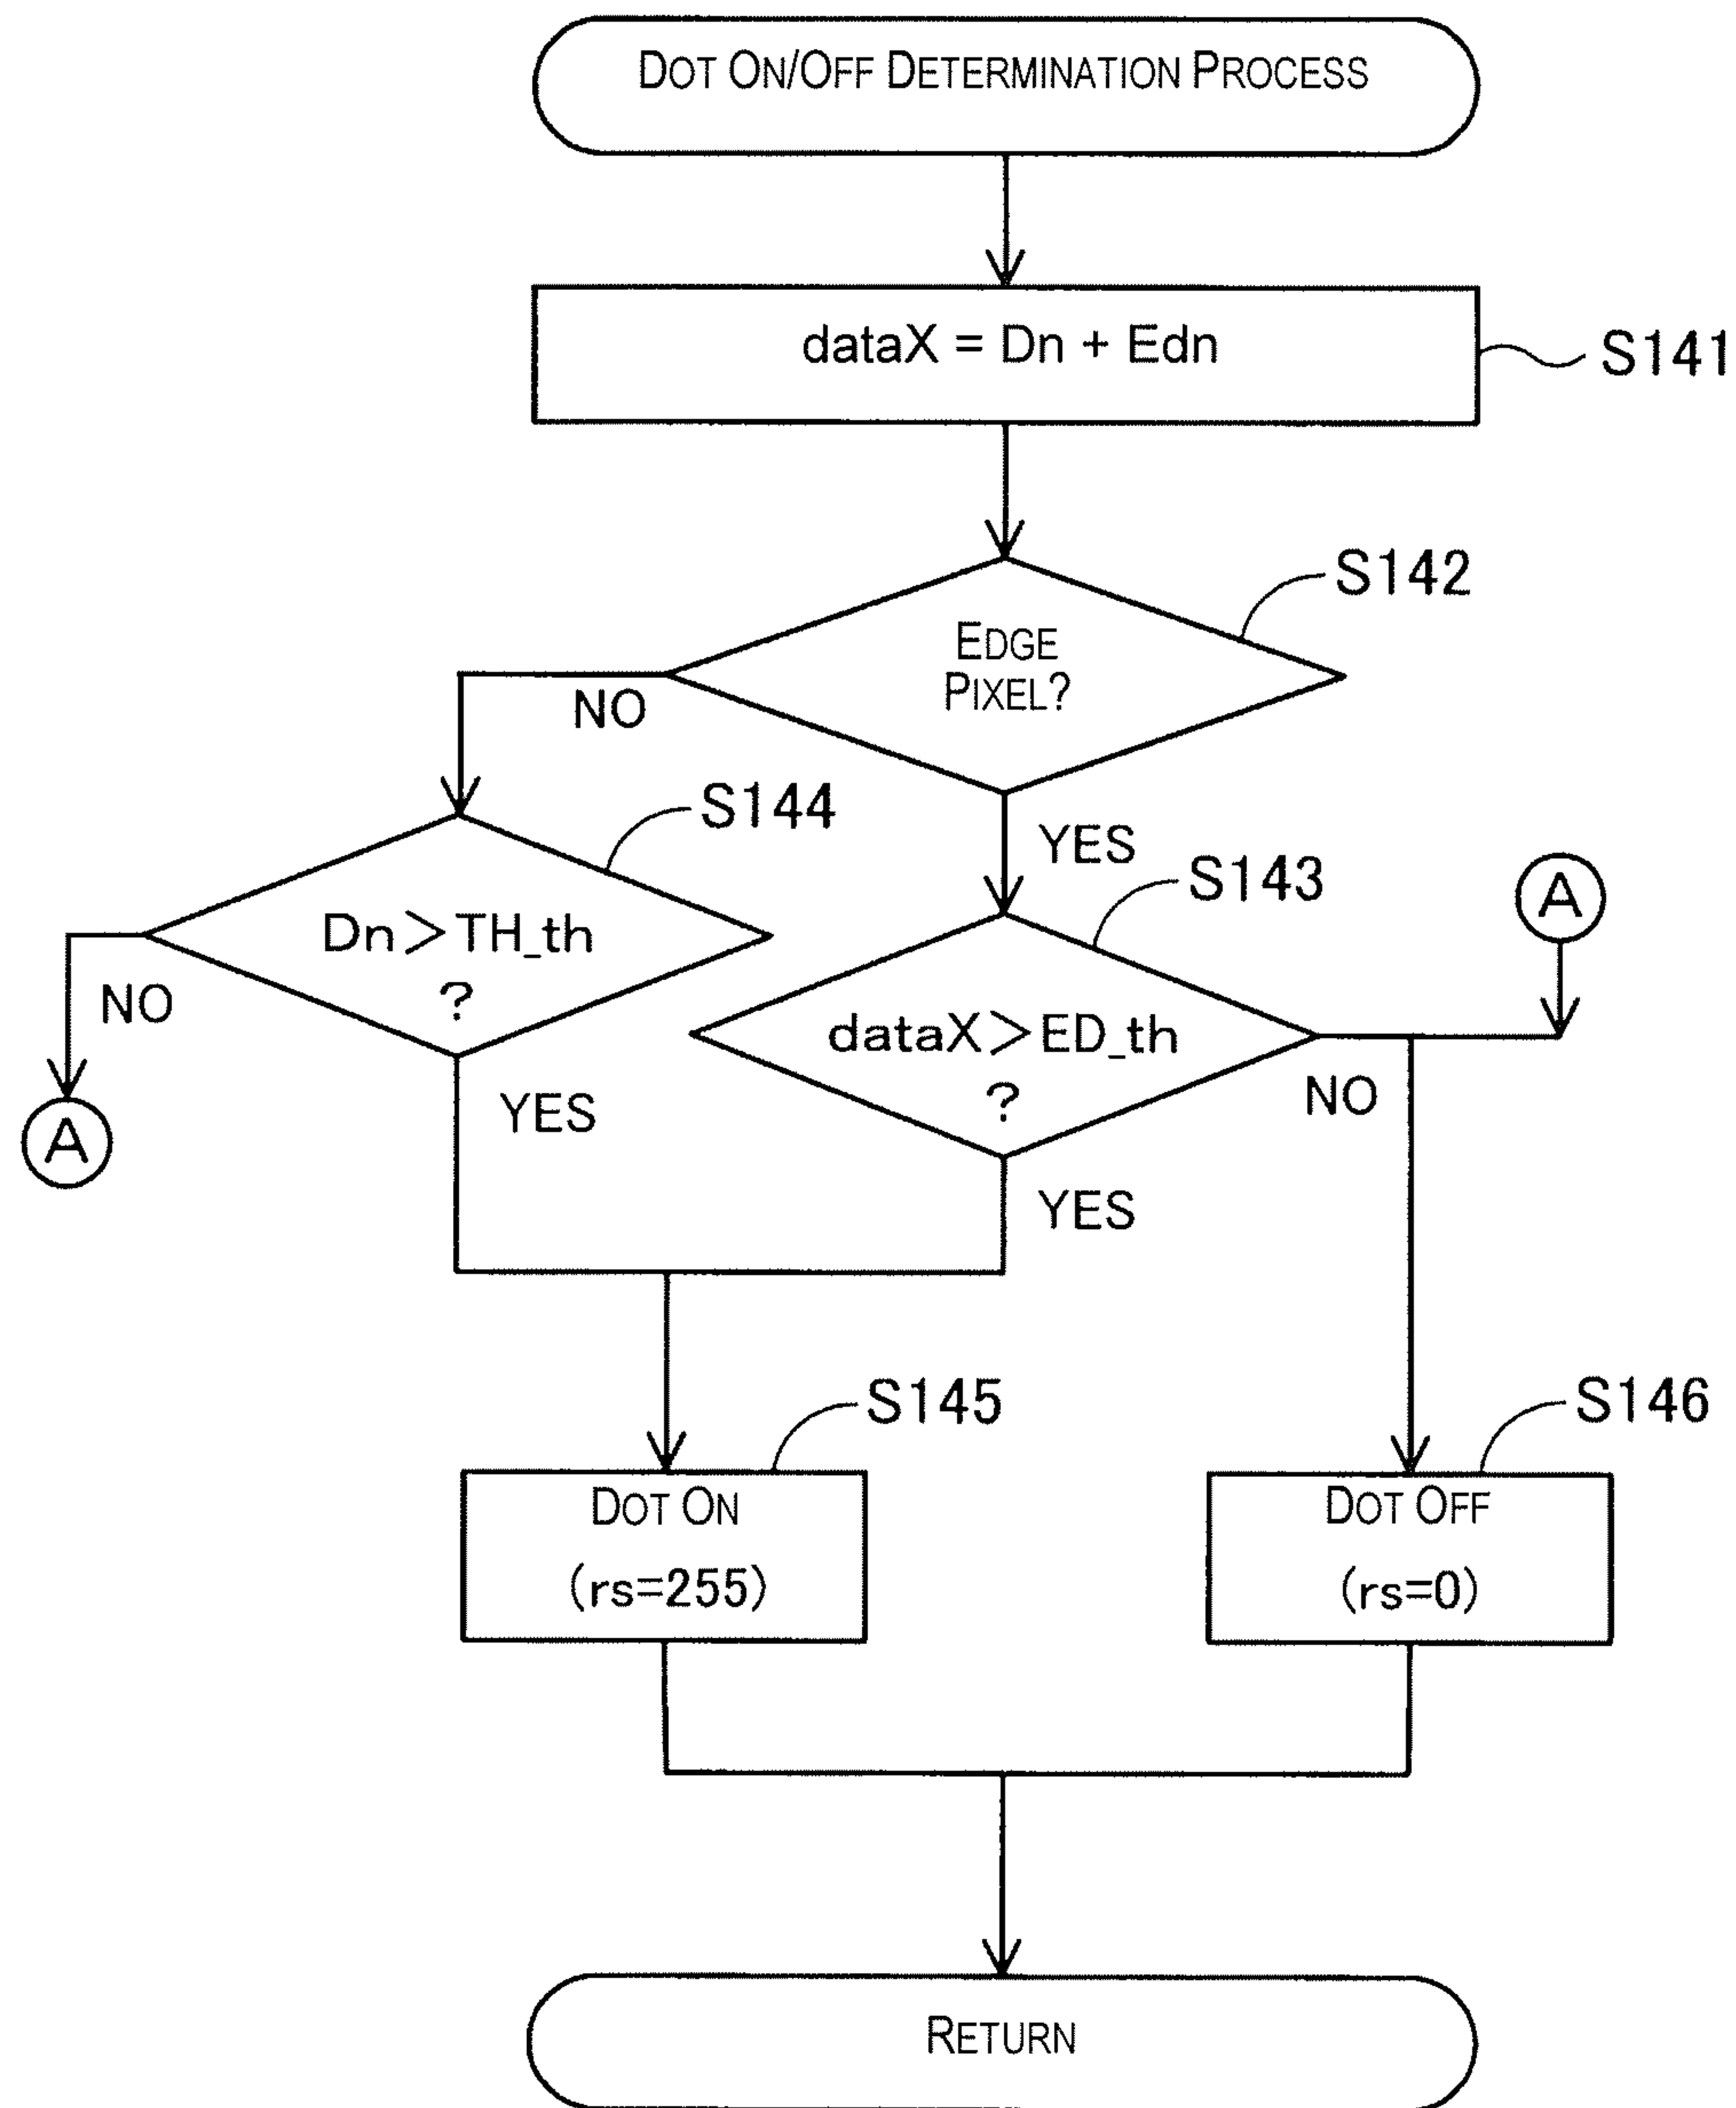 DOT ON/OFF DETERMINATION PROCESS
dataX = Dn + Edn
S141
S142
EDGE
PIXEL?
NO
S144
YES
S143
A
Dn>TH_th
?
NO
dataX>ED_th
?
NO
A
YES
YES
S145
S146
DOT ON
(rs=255)
DOT OFF
(rs=0)
RETURN